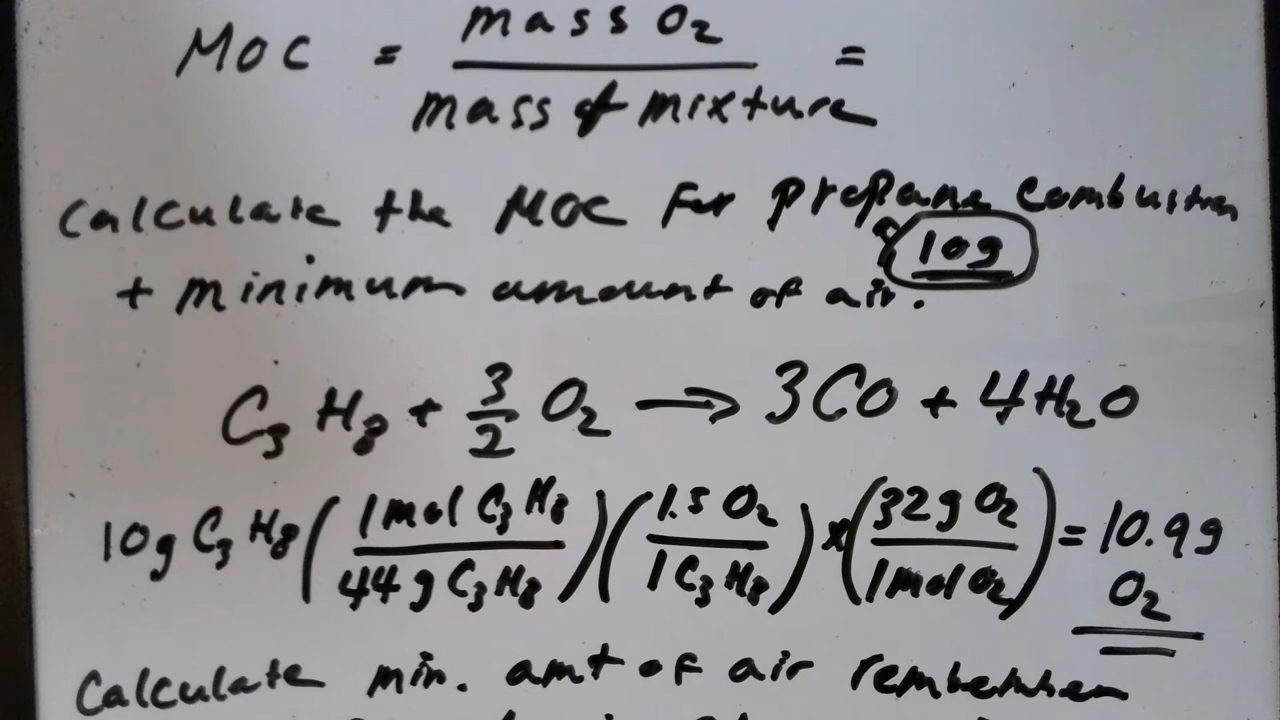 MOC = mass O₂ / mass of mixture =
Calculate the MOC for propane combustion
10g
+ minimum amount of air.
C₃H₈ + 3/2 O₂ → 3CO + 4H₂O
10g C₃H₈ (1mol C₃H₈ / 44g C₃H₈) (1.5 O₂ / 1 C₃H₈) x (32g O₂ / 1mol O₂) = 10.9g O₂
Calculate min. amt of air